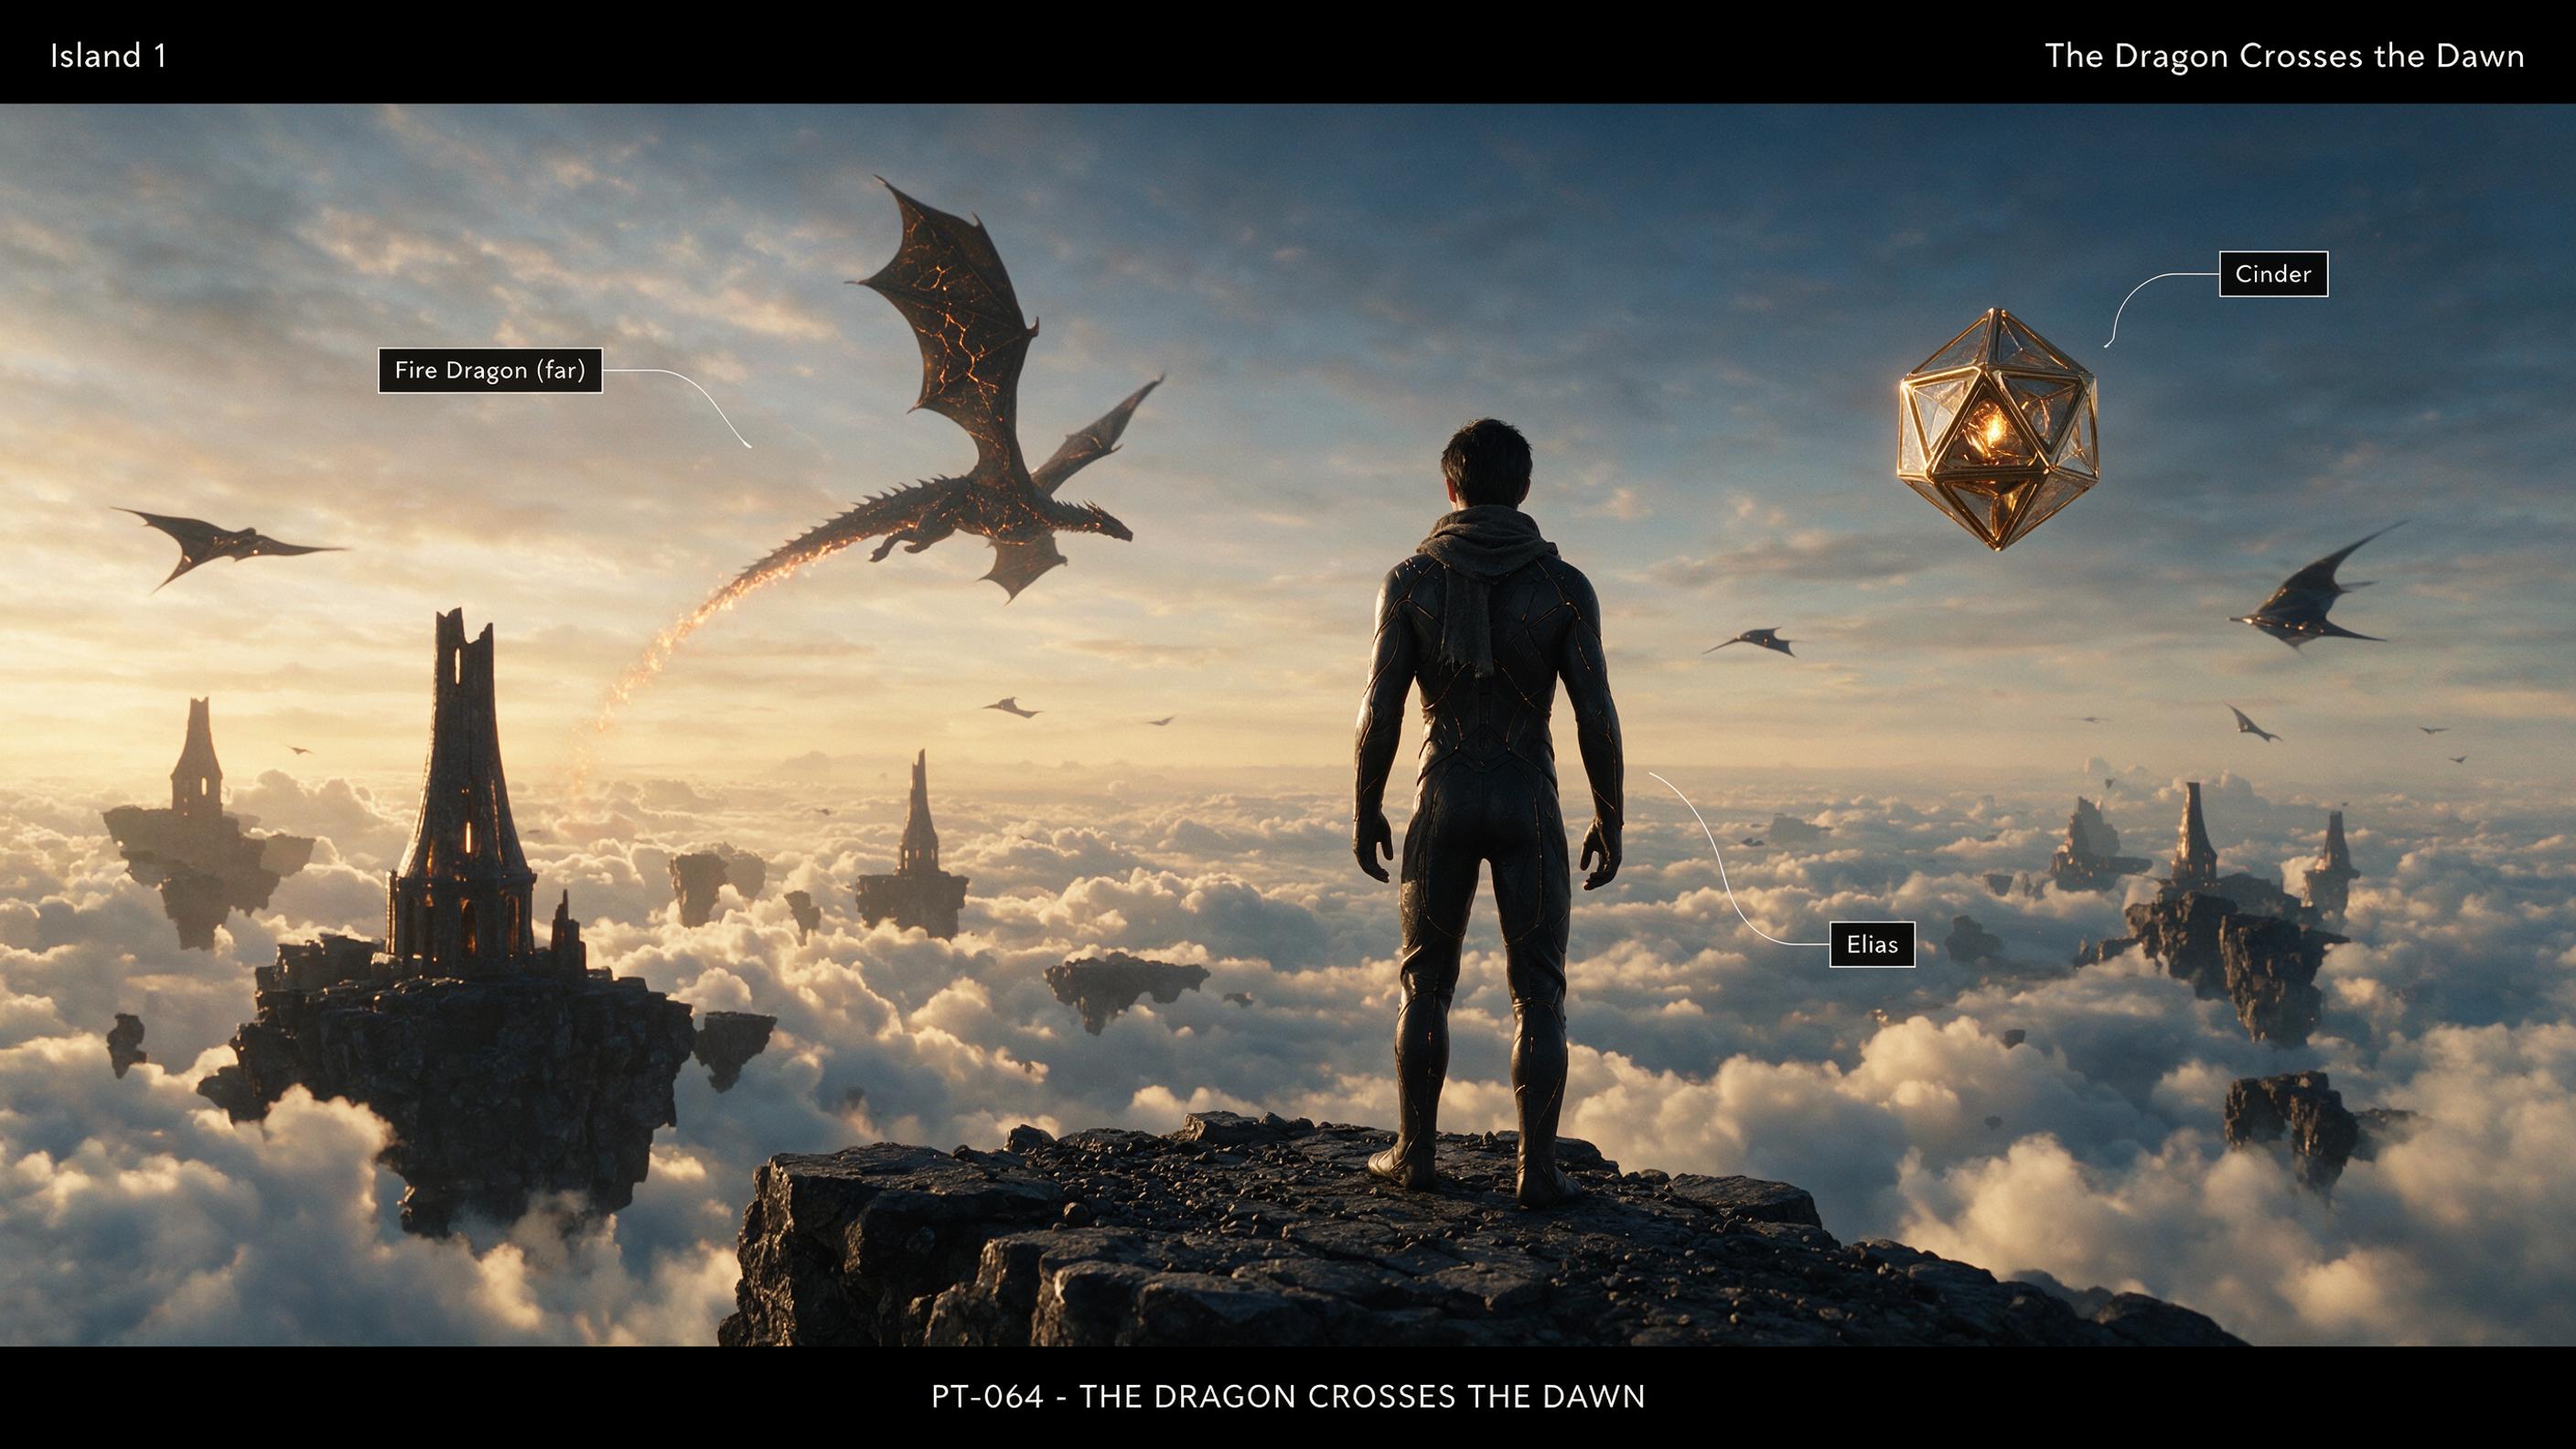 Island 1
The Dragon Crosses the Dawn
Cinder
Fire Dragon (far)
Elias
PT-064 - THE DRAGON CROSSES THE DAWN